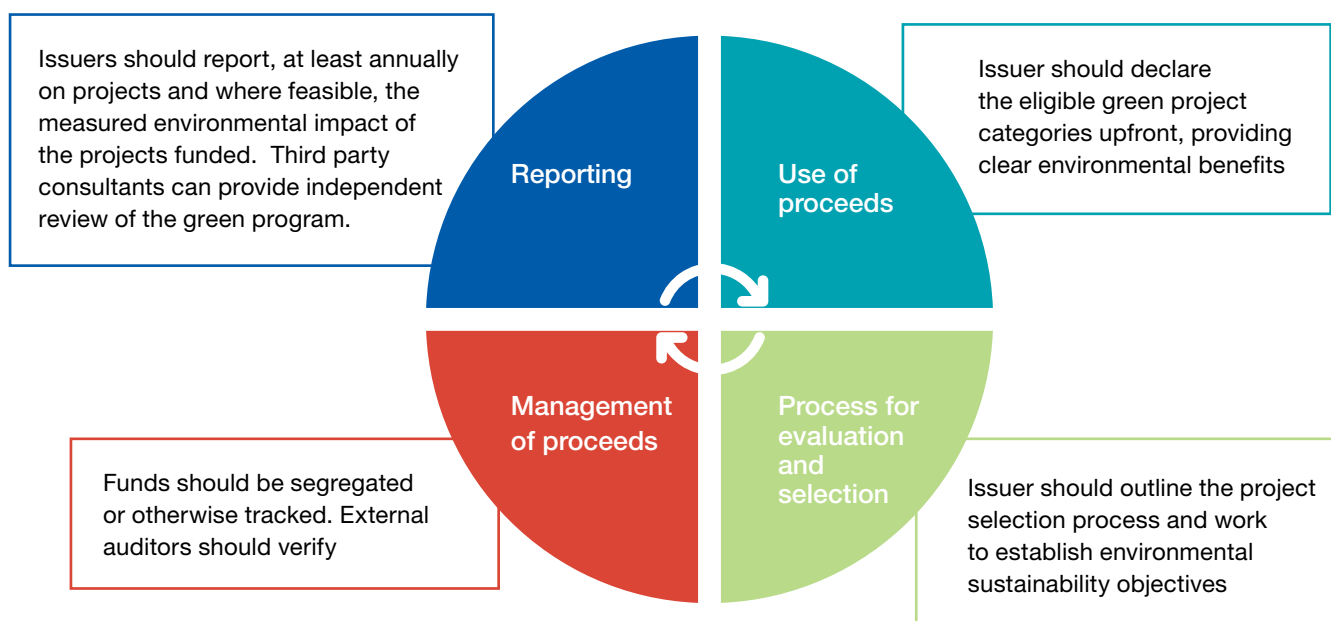 Issuers should report, at least annually
on projects and where feasible, the
measured environmental impact of
the projects funded.  Third party
consultants can provide independent
review of the green program.
Reporting
Use of
proceeds
Issuer should declare
the eligible green project
categories upfront, providing
clear environmental benefits
Management
of proceeds
Process for
evaluation
and
selection
Funds should be segregated
or otherwise tracked. External
auditors should verify
Issuer should outline the project
selection process and work
to establish environmental
sustainability objectives